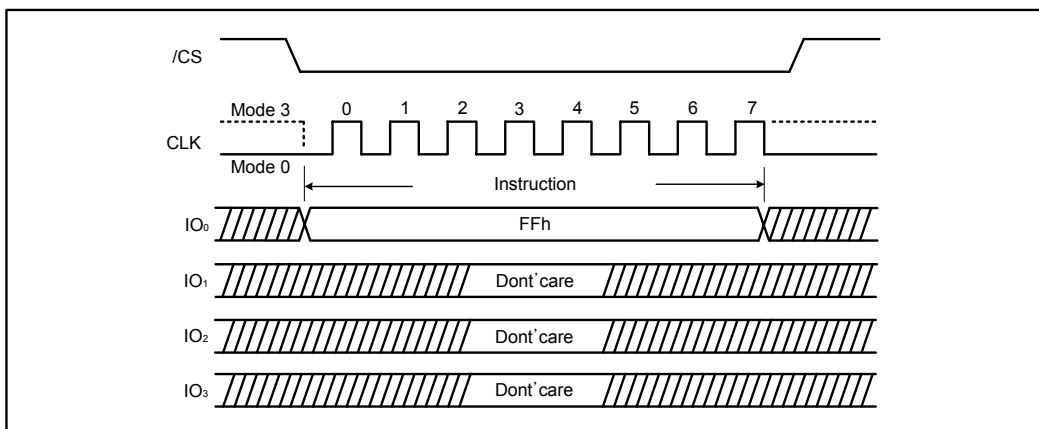 /CS
Mode 3
0 1 2 3 4 5 6 7
CLK
Mode 0
Instruction
IO₀
FFh
IO₁
Dont'care
IO₂
Dont'care
IO₃
Dont'care